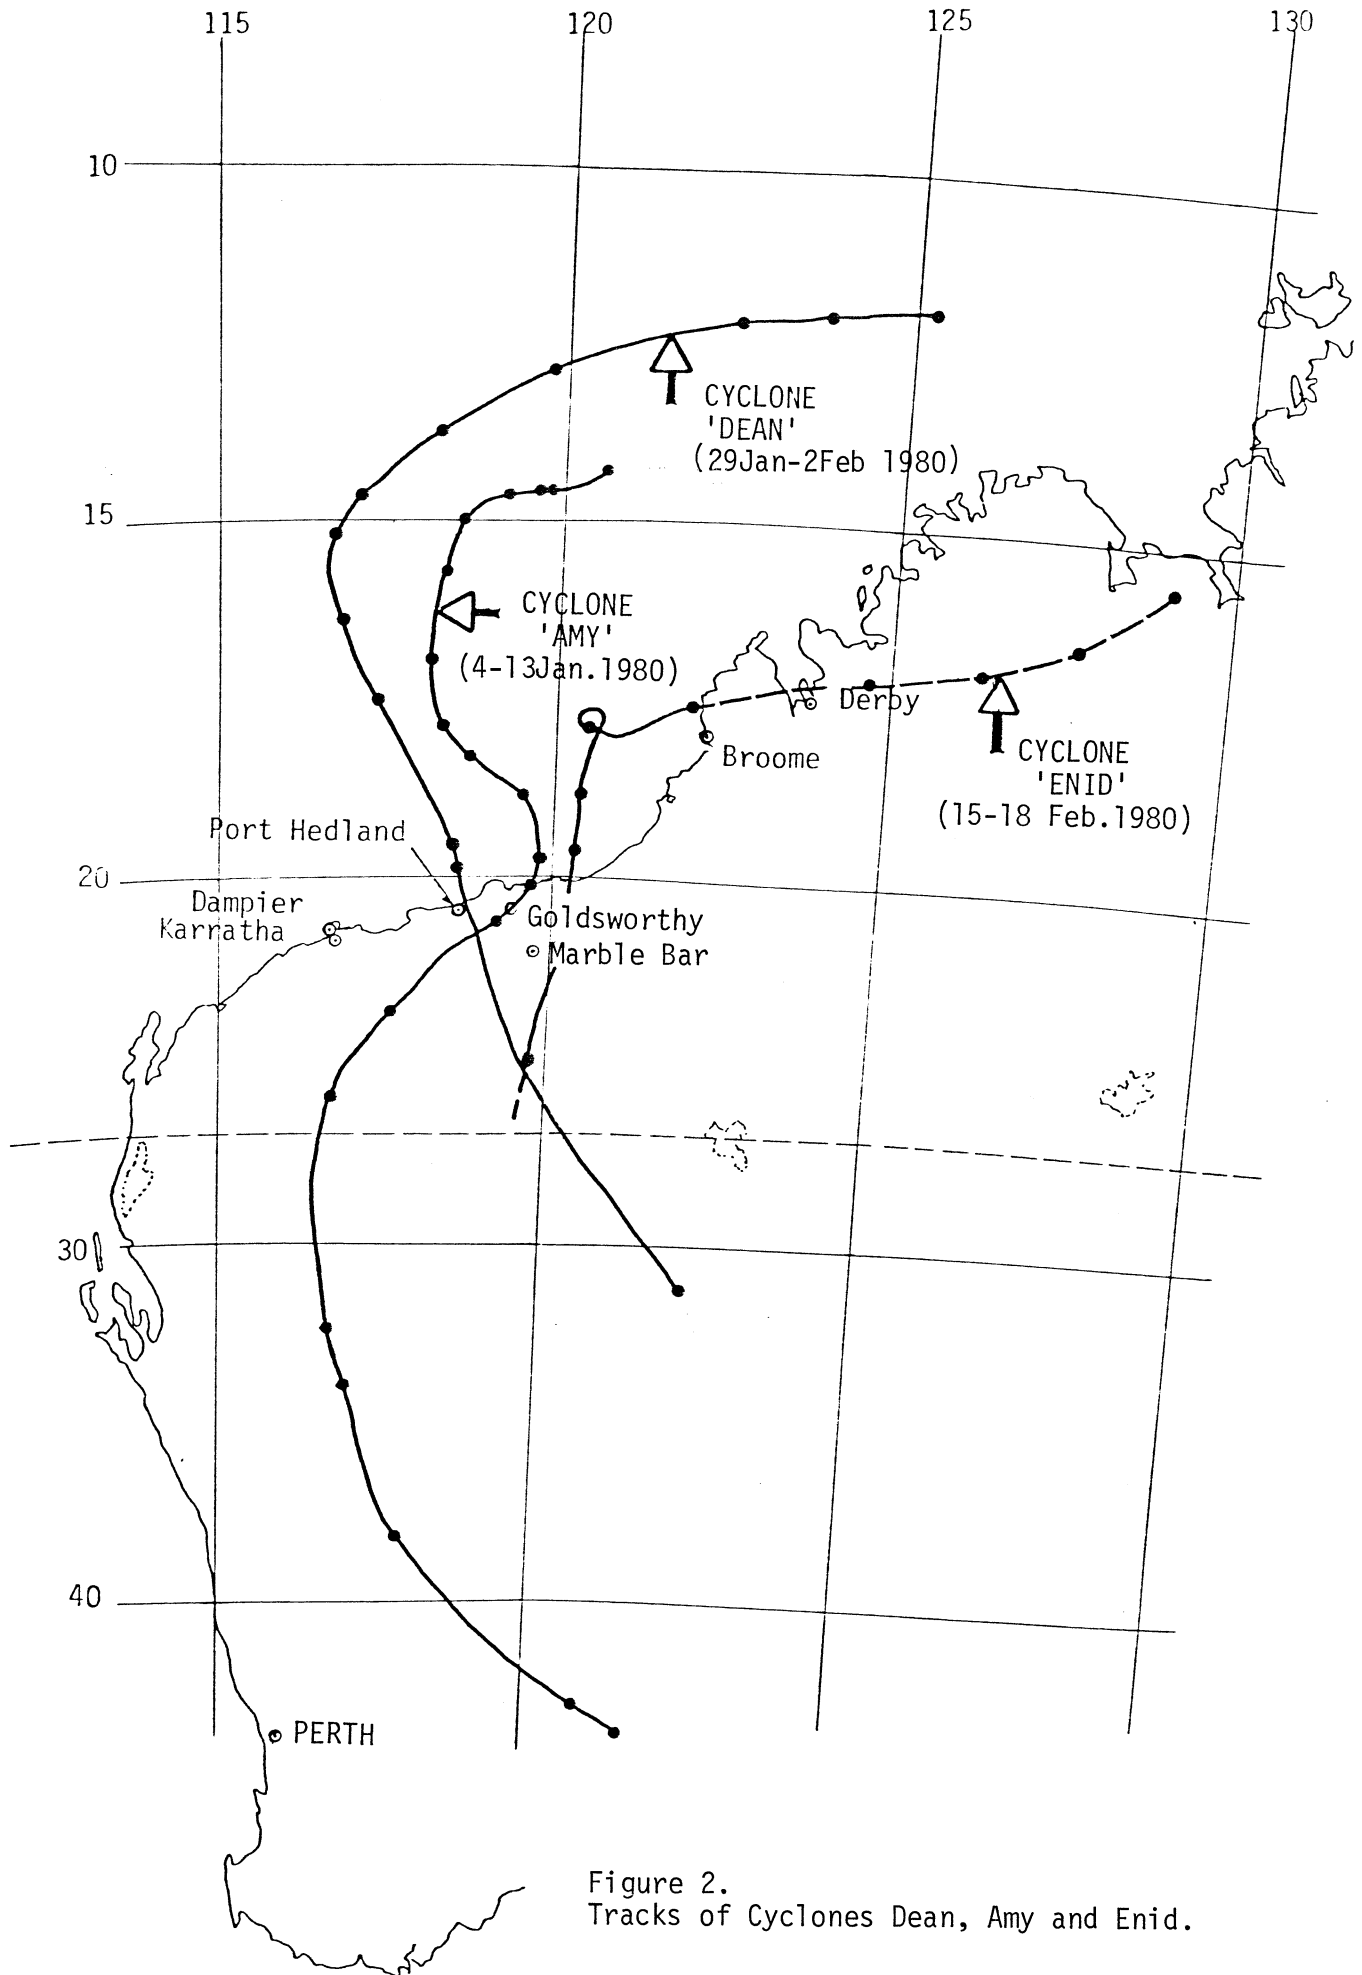 115
120
125
130
10
CYCLONE
'DEAN'
(29Jan-2Feb 1980)
15
CYCLONE
'AMY'
(4-13Jan.1980)
Derby
Broome
CYCLONE
'ENID'
(15-18 Feb.1980)
Port Hedland
20
Dampier
Karratha
Goldsworthy
Marble Bar
30
40
PERTH
Figure 2.
Tracks of Cyclones Dean, Amy and Enid.